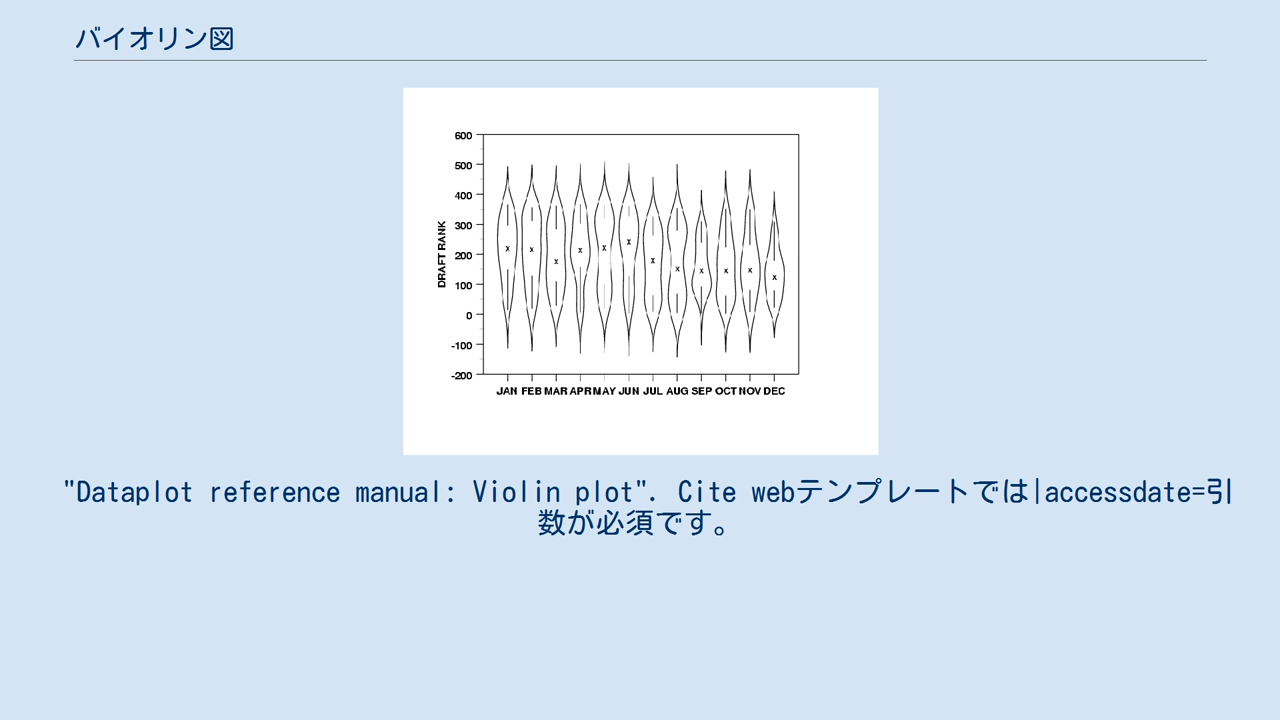 バイオリン図
600
500
400
300
200
100
0
-100
-200
DRAFT RANK
JAN FEB MAR APR MAY JUN JUL AUG SEP OCT NOV DEC
"Dataplot reference manual: Violin plot". Cite webテンプレートでは|accessdate=引
数が必須です。